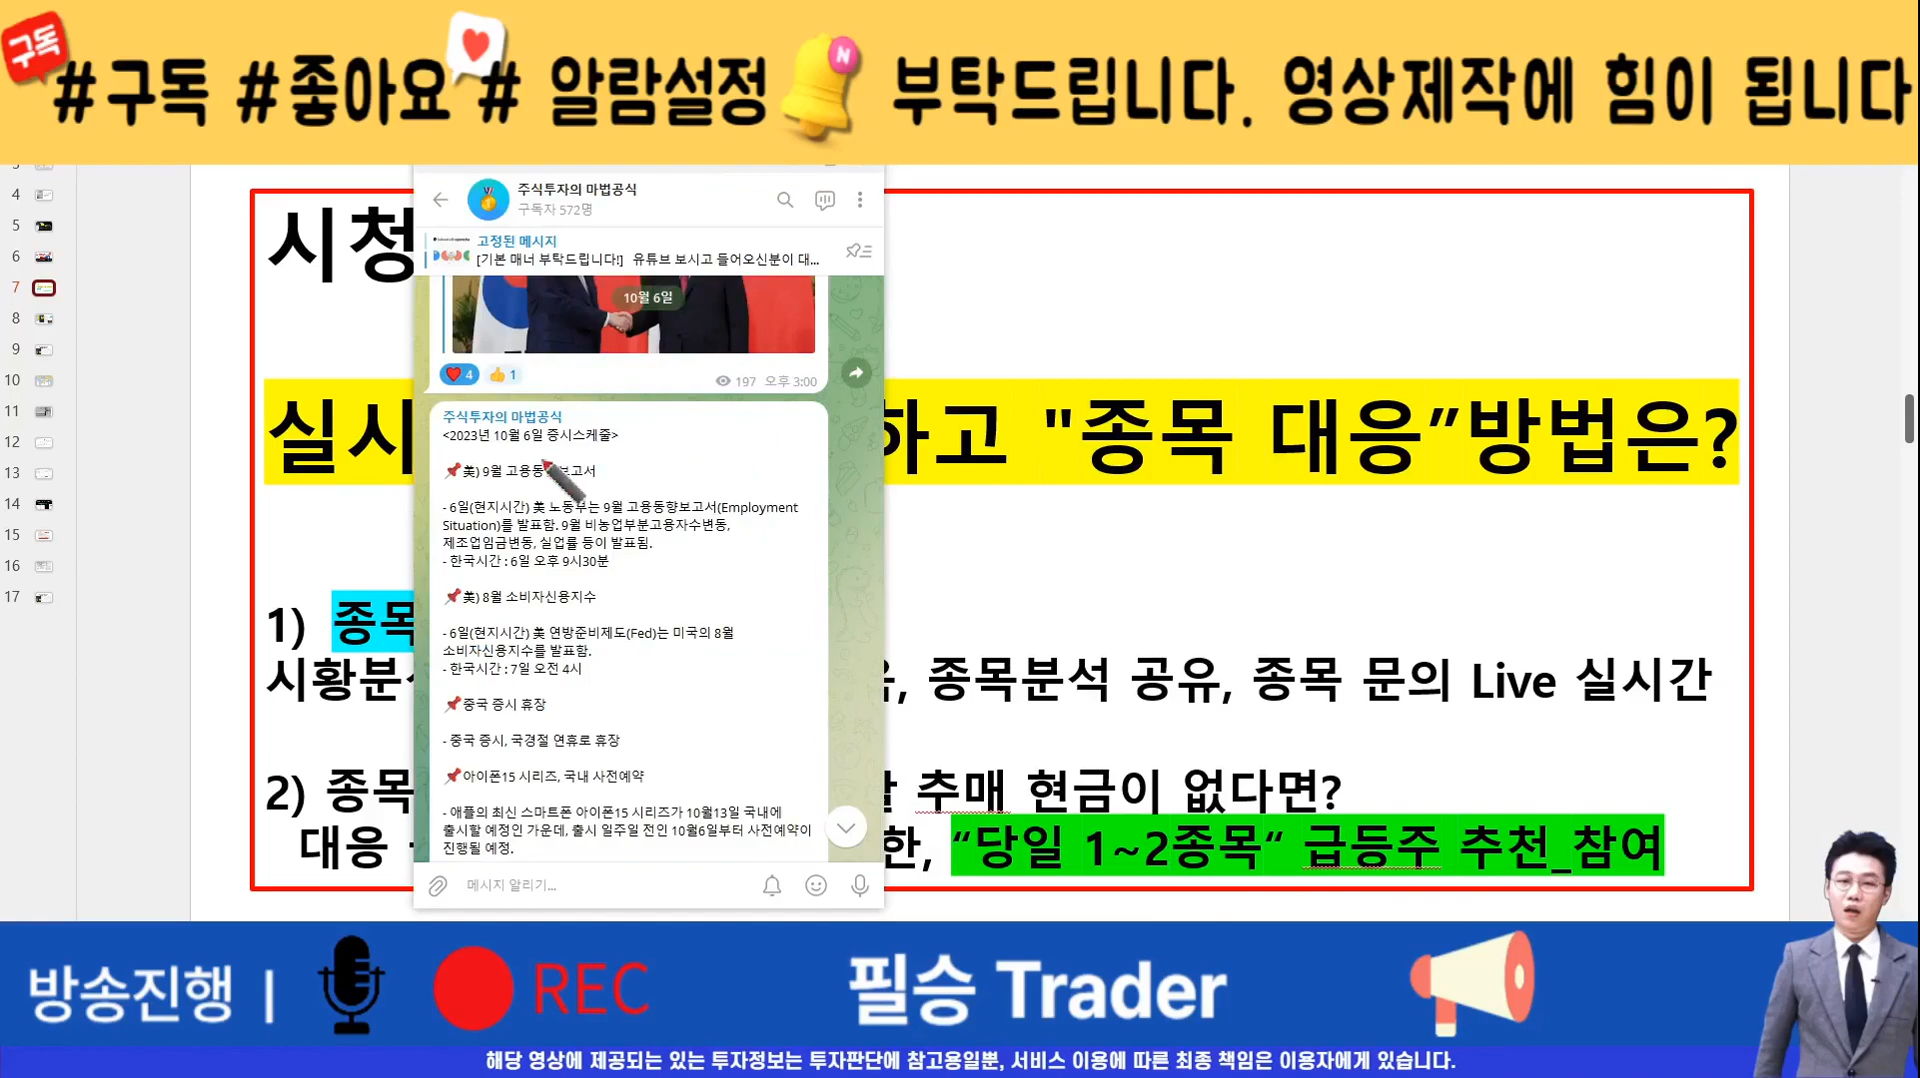 구독
#구독 #좋아요 # 알람설정 N 부탁드립니다. 영상제작에 힘이 됩니다
4
5
6
7
8
9
10
11
12
13
14
15
16
17
시청
실시 하고 "종목 대응”방법은?
1) 종목
시황분 , 종목분석 공유, 종목 문의 Live 실시간
2) 종목 추매 현금이 없다면?
대응 한, “당일 1~2종목“ 급등주 추천_참여
주식투자의 마법공식
구독자 572명
고정된 메시지
[기본 매너 부탁드립니다!] 유튜브 보시고 들어오신분이 대...
10월 6일
4 1
197 오후 3:00
주식투자의 마법공식
<2023년 10월 6일 증시스케줄>
美) 9월 고용동 보고서
- 6일(현지시간) 美 노동부는 9월 고용동향보고서(Employment
Situation)를 발표함. 9월 비농업부분고용자수변동,
제조업임금변동, 실업률 등이 발표됨.
- 한국시간 : 6일 오후 9시30분
美) 8월 소비자신용지수
- 6일(현지시간) 美 연방준비제도(Fed)는 미국의 8월
소비자신용지수를 발표함.
- 한국시간 : 7일 오전 4시
중국 증시 휴장
- 중국 증시, 국경절 연휴로 휴장
아이폰15 시리즈, 국내 사전예약
- 애플의 최신 스마트폰 아이폰15 시리즈가 10월13일 국내에
출시할 예정인 가운데, 출시 일주일 전인 10월6일부터 사전예약이
진행될 예정.
메시지 알리기...
방송진행 | REC 필승 Trader
해당 영상에 제공되는 있는 투자정보는 투자판단에 참고용일뿐, 서비스 이용에 따른 최종 책임은 이용자에게 있습니다.